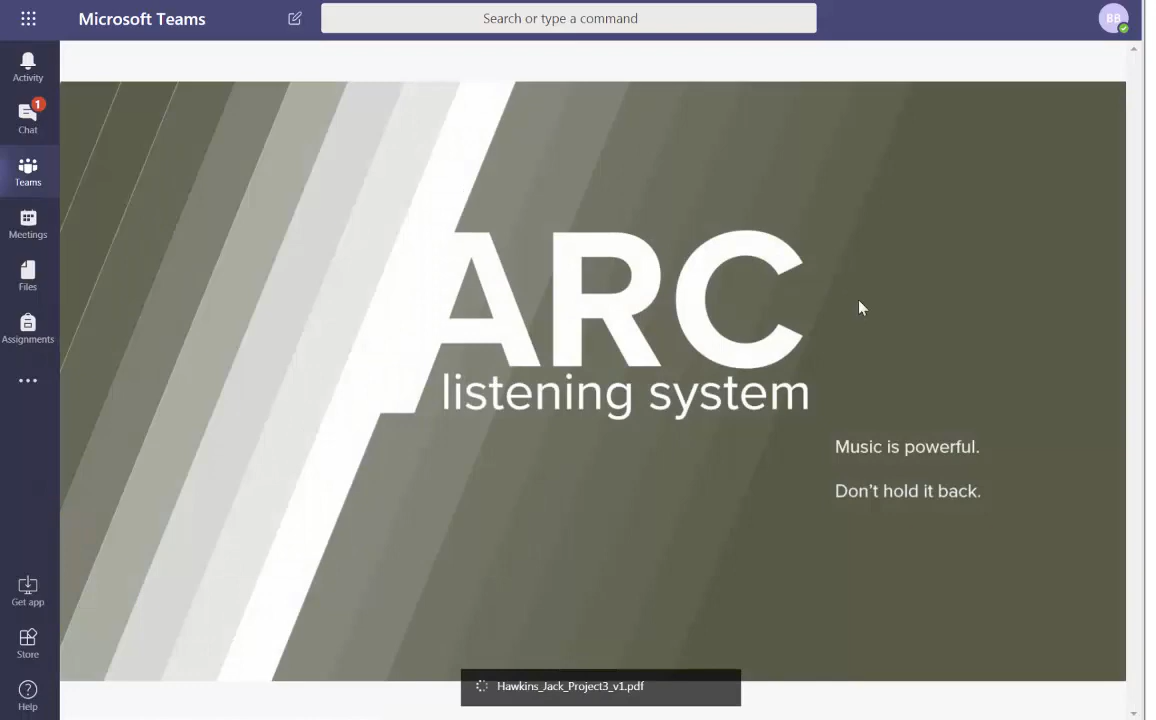 Microsoft Teams
Search or type a command
BB
Activity
1
Chat
Teams
Meetings
Files
Assignments
Get app
Store
Help
ARC
listening system
Music is powerful.
Don't hold it back.
Hawkins_Jack_Project3_v1.pdf